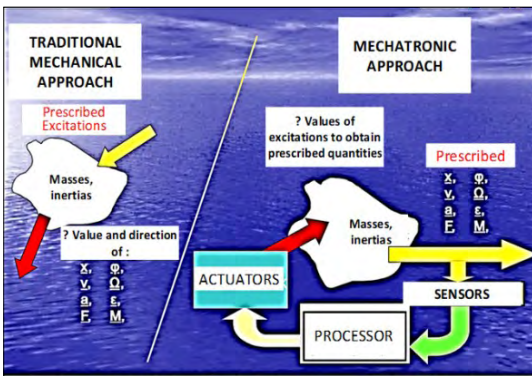 TRADITIONAL
MECHANICAL
APPROACH
Prescribed
Excitations
Masses,
inertias
? Value and direction
of :
x, φ,
v, Ω,
a, ε,
F, M,
MECHATRONIC
APPROACH
? Values of
excitations to obtain
prescribed quantities
Prescribed
x, φ,
v, Ω,
a, ε,
F, M,
Masses,
inertias
ACTUATORS
SENSORS
PROCESSOR